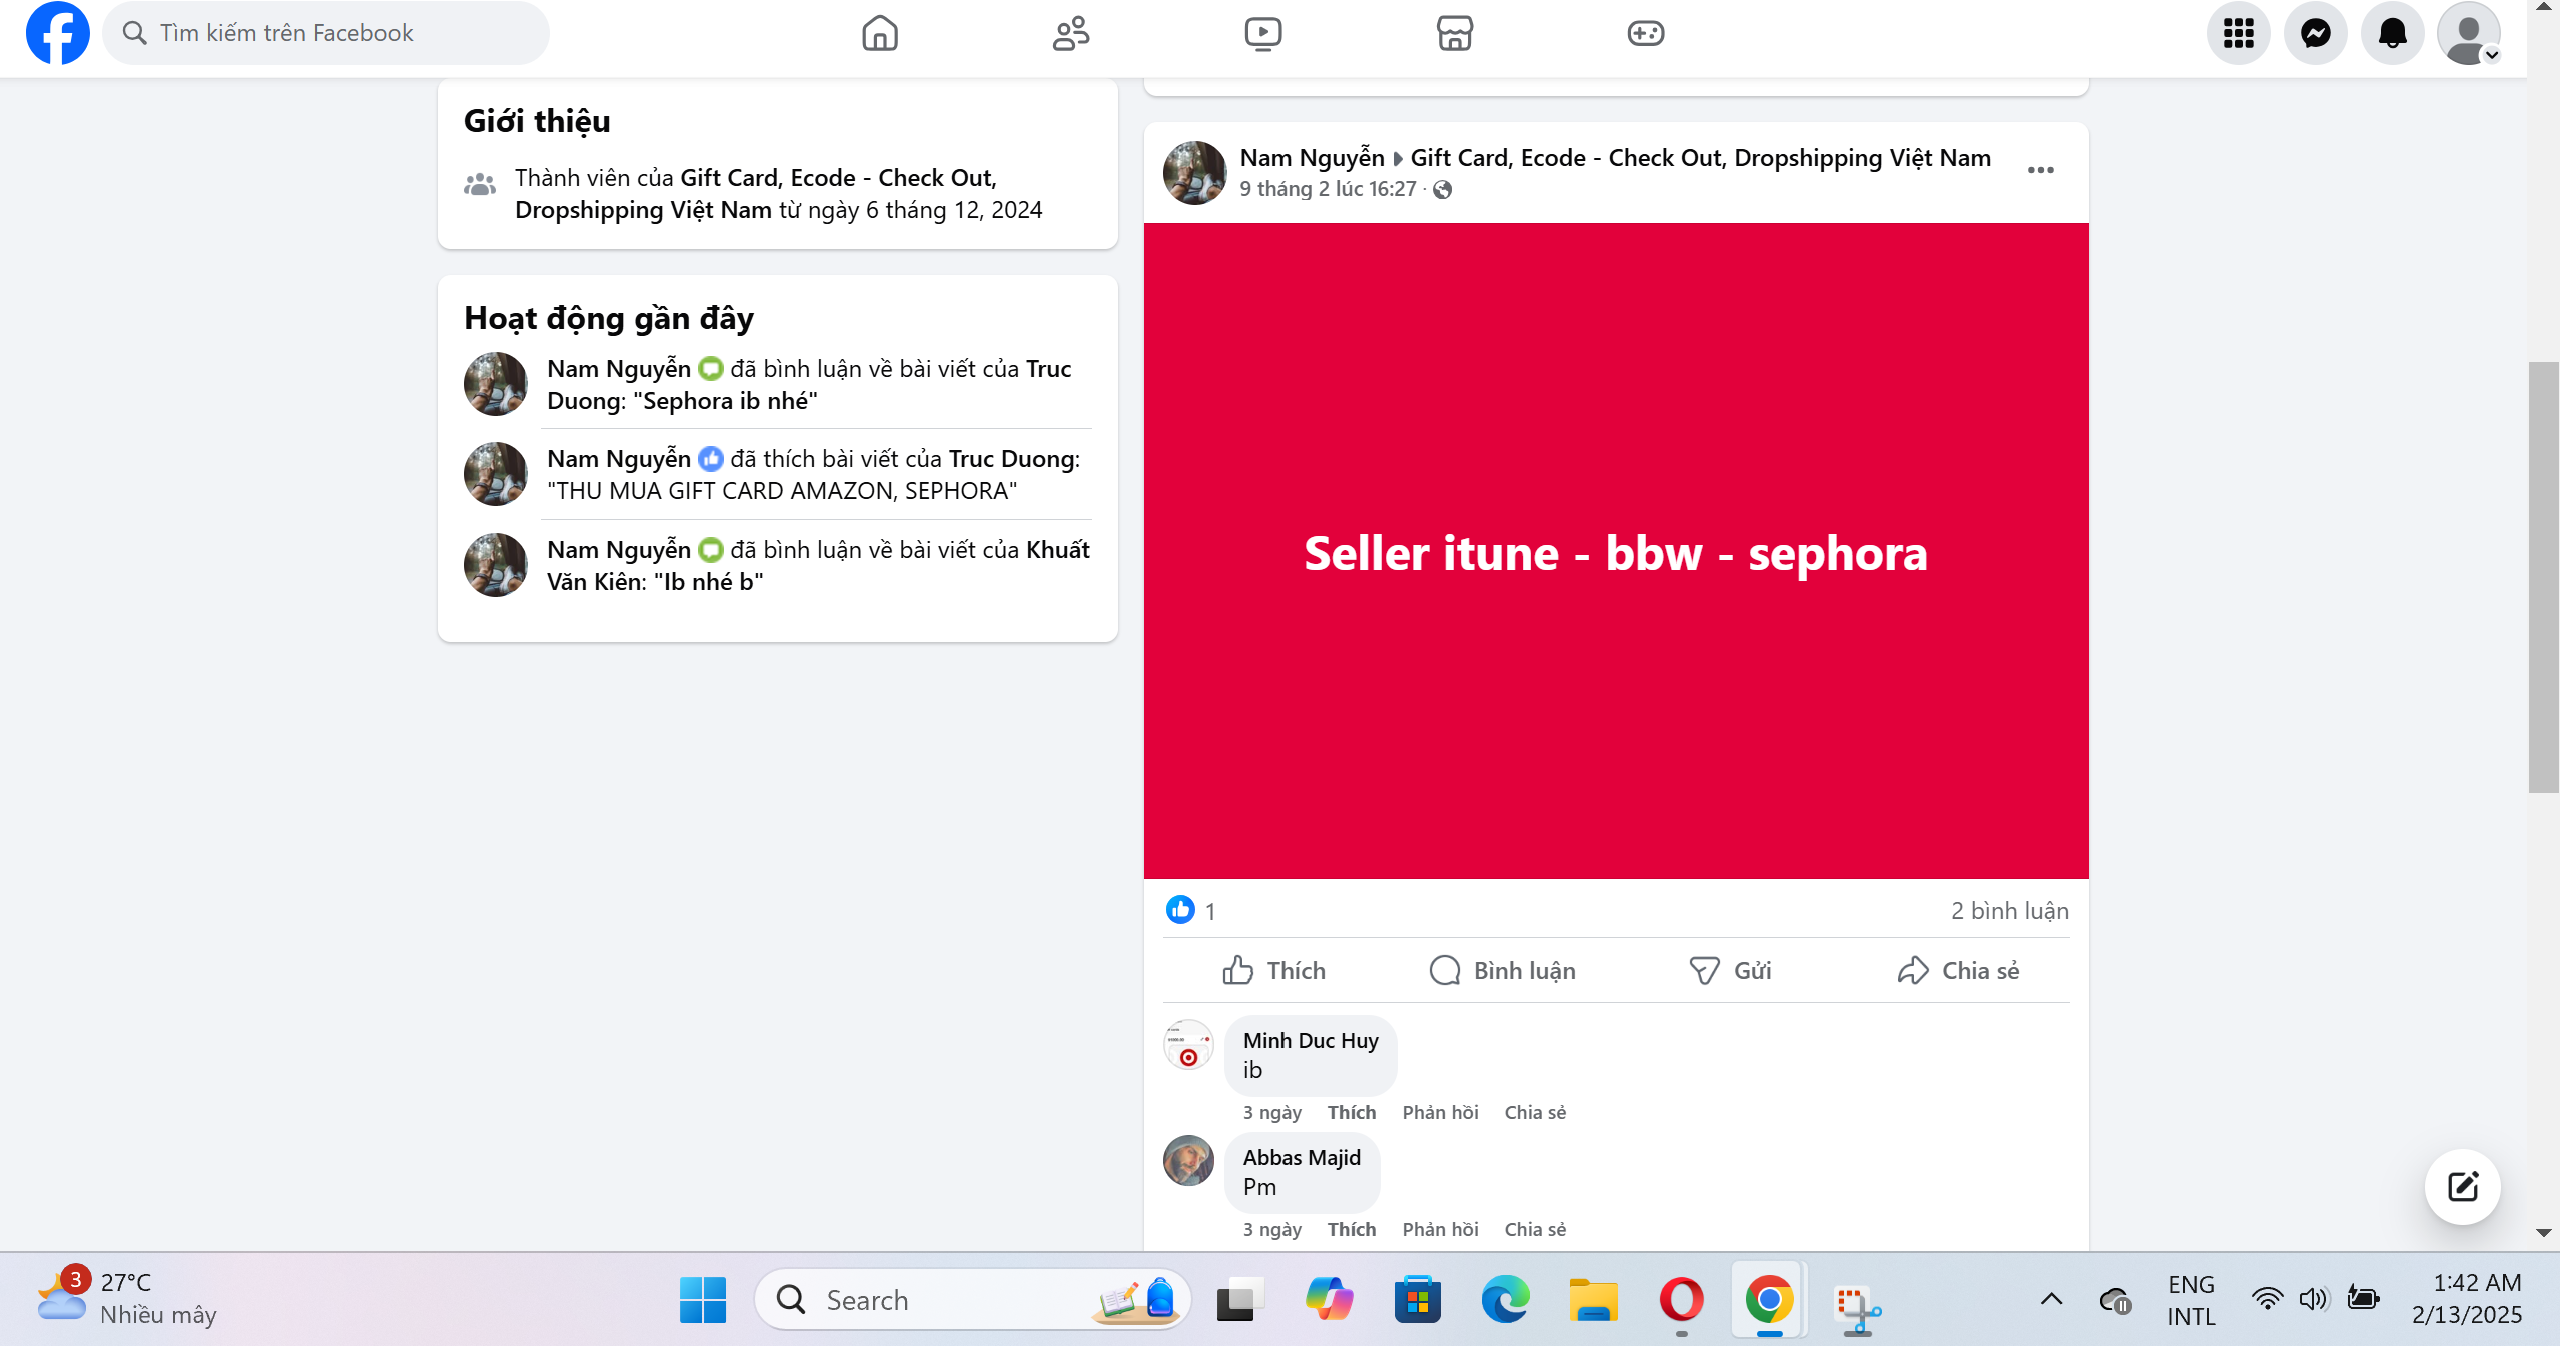 Tìm kiếm trên Facebook
Giới thiệu
Thành viên của Gift Card, Ecode - Check Out,
Dropshipping Việt Nam từ ngày 6 tháng 12, 2024
Hoạt động gần đây
Nam Nguyễn đã bình luận về bài viết của Truc
Duong: "Sephora ib nhé"
Nam Nguyễn đã thích bài viết của Truc Duong:
"THU MUA GIFT CARD AMAZON, SEPHORA"
Nam Nguyễn đã bình luận về bài viết của Khuất
Văn Kiên: "Ib nhé b"
Nam Nguyễn Gift Card, Ecode - Check Out, Dropshipping Việt Nam
9 tháng 2 lúc 16:27 ·
Seller itune - bbw - sephora
1
2 bình luận
Thích Bình luận Gửi Chia sẻ
Minh Duc Huy
ib
3 ngày Thích Phản hồi Chia sẻ
Abbas Majid
Pm
3 ngày Thích Phản hồi Chia sẻ
3
27°C
Nhiều mây
Search
ENG
INTL
1:42 AM
2/13/2025